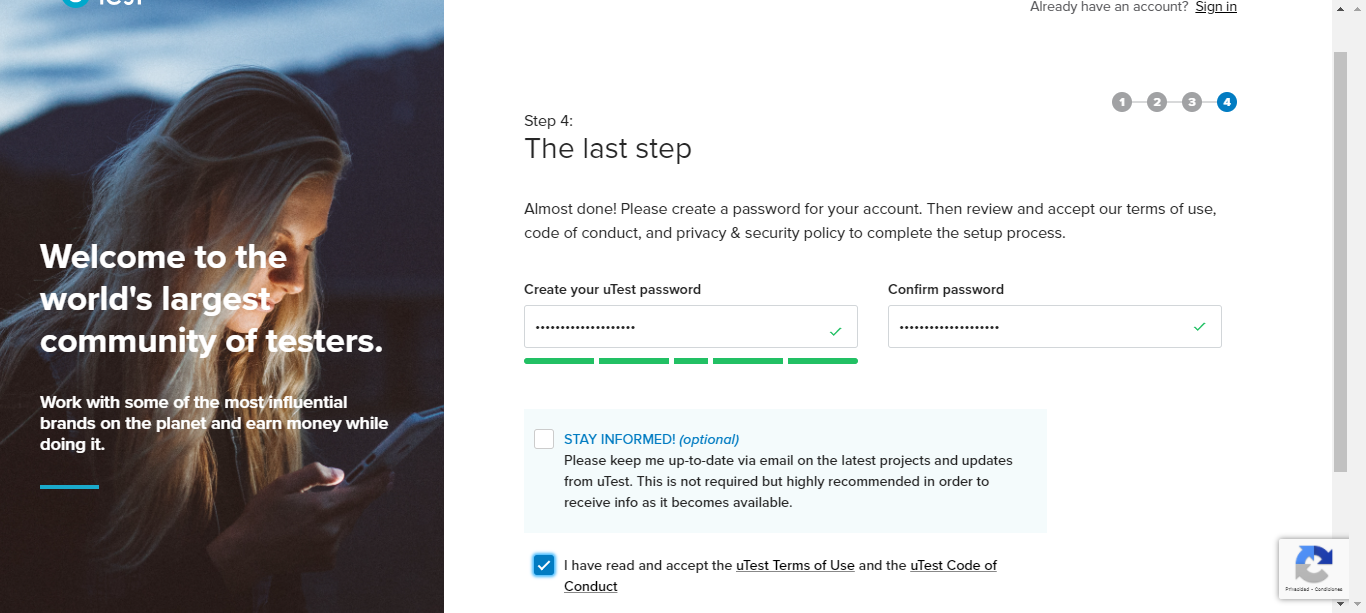 Already have an account? Sign in
1 2 3 4
Step 4:
The last step
Almost done! Please create a password for your account. Then review and accept our terms of use,
code of conduct, and privacy & security policy to complete the setup process.
Create your uTest password
Confirm password
••••••••••••••••••••
••••••••••••••••••••
Welcome to the
world's largest
community of testers.
Work with some of the most influential
brands on the planet and earn money while
doing it.
STAY INFORMED! (optional)
Please keep me up-to-date via email on the latest projects and updates
from uTest. This is not required but highly recommended in order to
receive info as it becomes available.
I have read and accept the uTest Terms of Use and the uTest Code of
Conduct
Privacidad - Condiciones